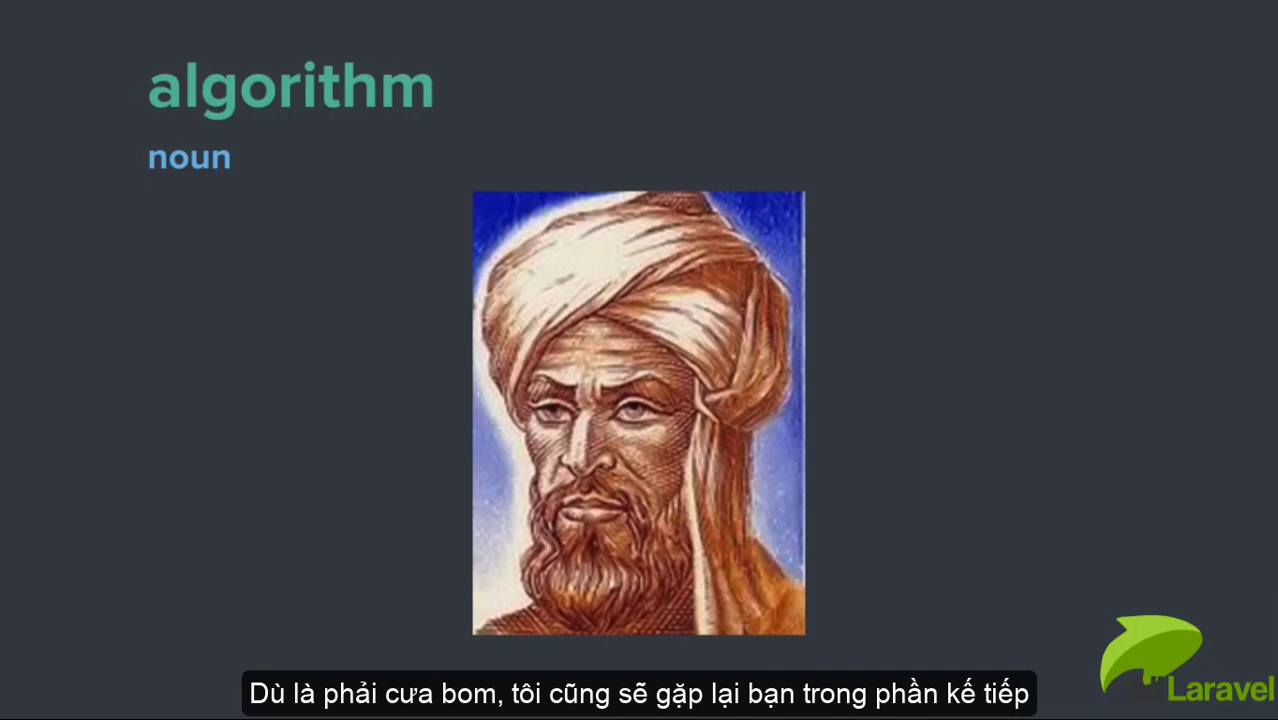 algorithm
noun
Dù là phải cưa bom, tôi cũng sẽ gặp lại bạn trong phần kế tiếp
Laravel